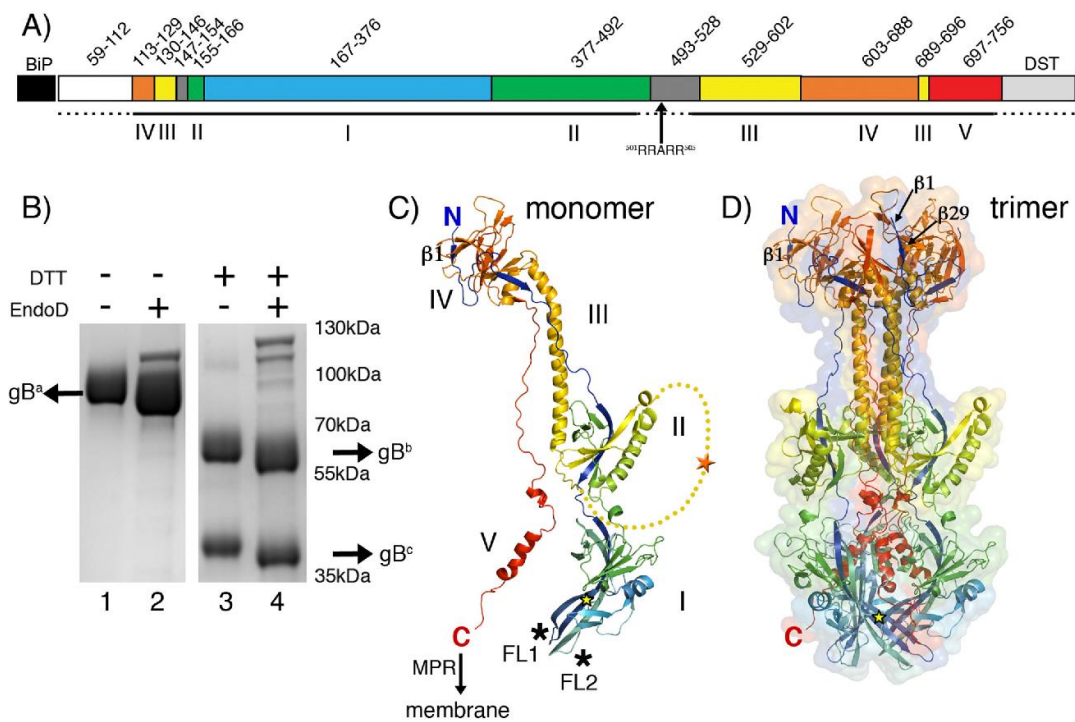 A)
59-112
113-129
130-146
147-154
155-166
167-376
377-492
493-528
529-602
603-688
689-696
697-756
BiP
DST
IV III II I II III IV III V
⁵⁰¹RRARR⁵⁰⁵
B)
DTT - - + +
EndoD - + - +
130kDa
100kDa
gBᵃ
70kDa
gBᵇ
55kDa
gBᶜ
35kDa
1 2 3 4
C) monomer
N
β1
IV
III
II
V
I
C
FL1
FL2
MPR
membrane
D) trimer
β1
N
β29
β1
C